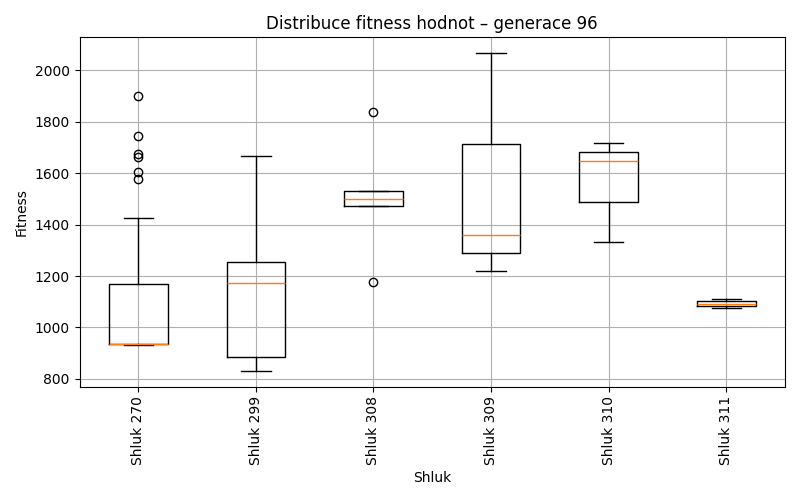 Distribuce fitness hodnot – generace 96
Fitness
2000
1800
1600
1400
1200
1000
800
Shluk 270
Shluk 299
Shluk 308
Shluk 309
Shluk 310
Shluk 311
Shluk